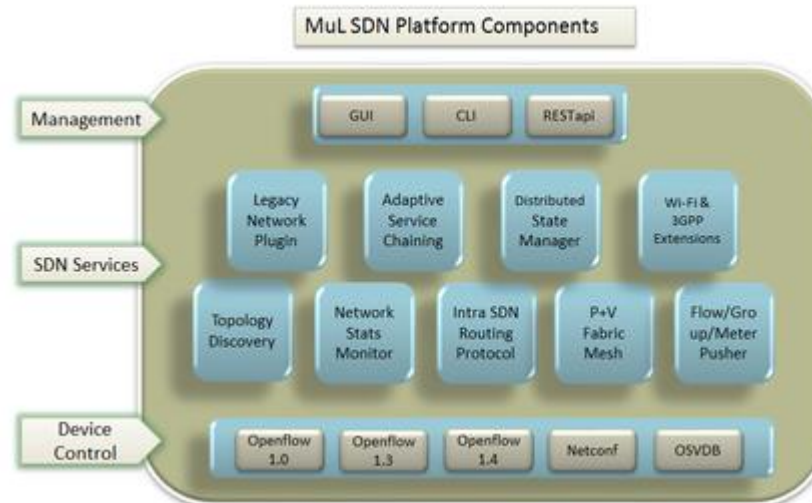 MuL SDN Platform Components
Management
GUI
CLI
RESTapi
Legacy
Network
Plugin
Adaptive
Service
Chaining
Distributed
State
Manager
Wi-Fi &
3GPP
Extensions
SDN Services
Topology
Discovery
Network
Stats
Monitor
Intra SDN
Routing
Protocol
P+V
Fabric
Mesh
Flow/Gro
up/Meter
Pusher
Device
Control
Openflow
1.0
Openflow
1.3
Openflow
1.4
Netconf
OSVDB